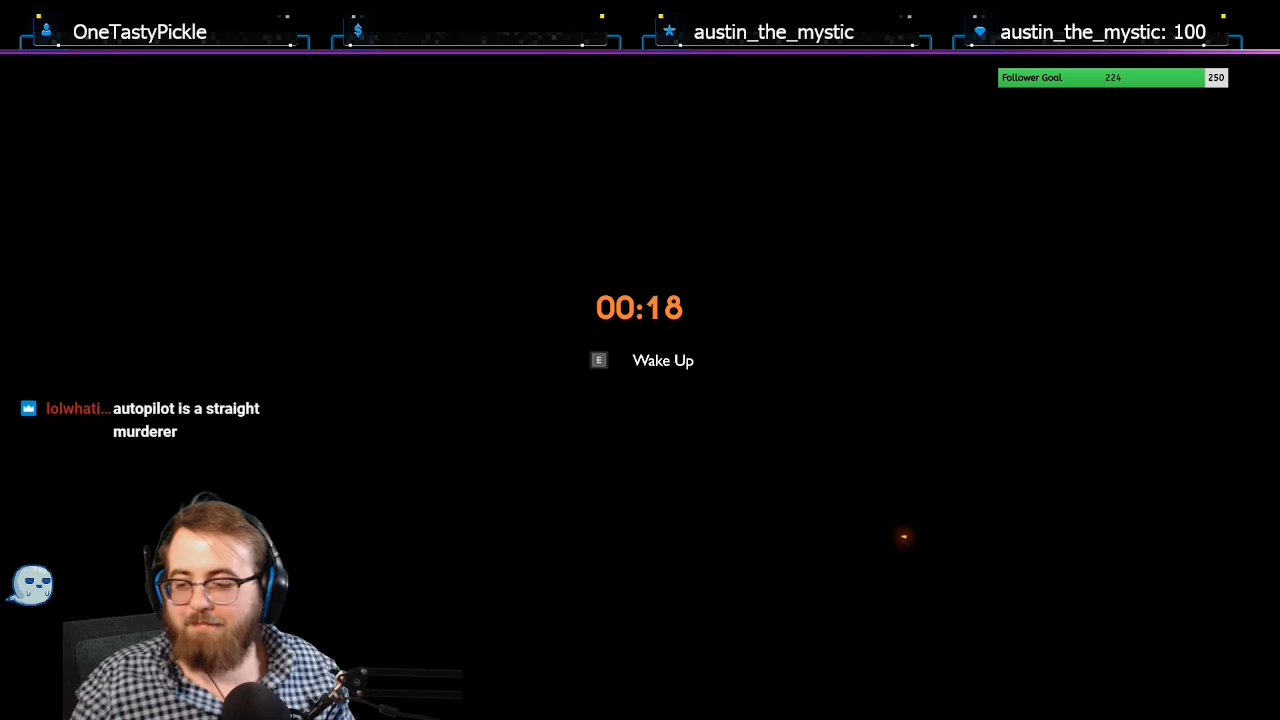 OneTastyPickle
$
austin_the_mystic
austin_the_mystic: 100
Follower Goal 224 250
00:18
E Wake Up
lolwhati... autopilot is a straight
murderer